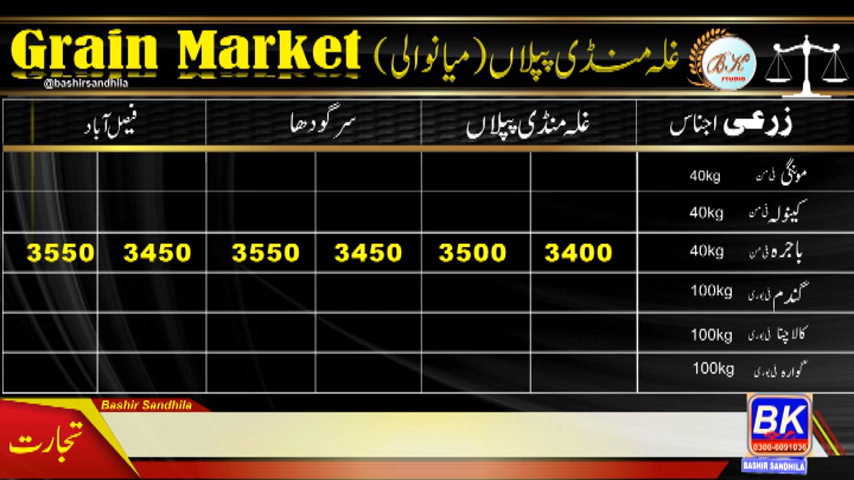 Grain Market غلہ منڈی پپلاں (میانوالی)
B.K
STUDIO
@bashirsandhila
زرعی اجناس غلہ منڈی پپلاں سرگودھا فیصل آباد
مونگی فی من 40kg
کینولہ فی من 40kg
باجرہ فی من 40kg 3400 3500 3450 3550 3450 3550
گندم فی بوری 100kg
کالا چنا فی بوری 100kg
گوارہ فی بوری 100kg
Bashir Sandhila
تجارت
BK
0300-6091036
BASHIR SANDHILA